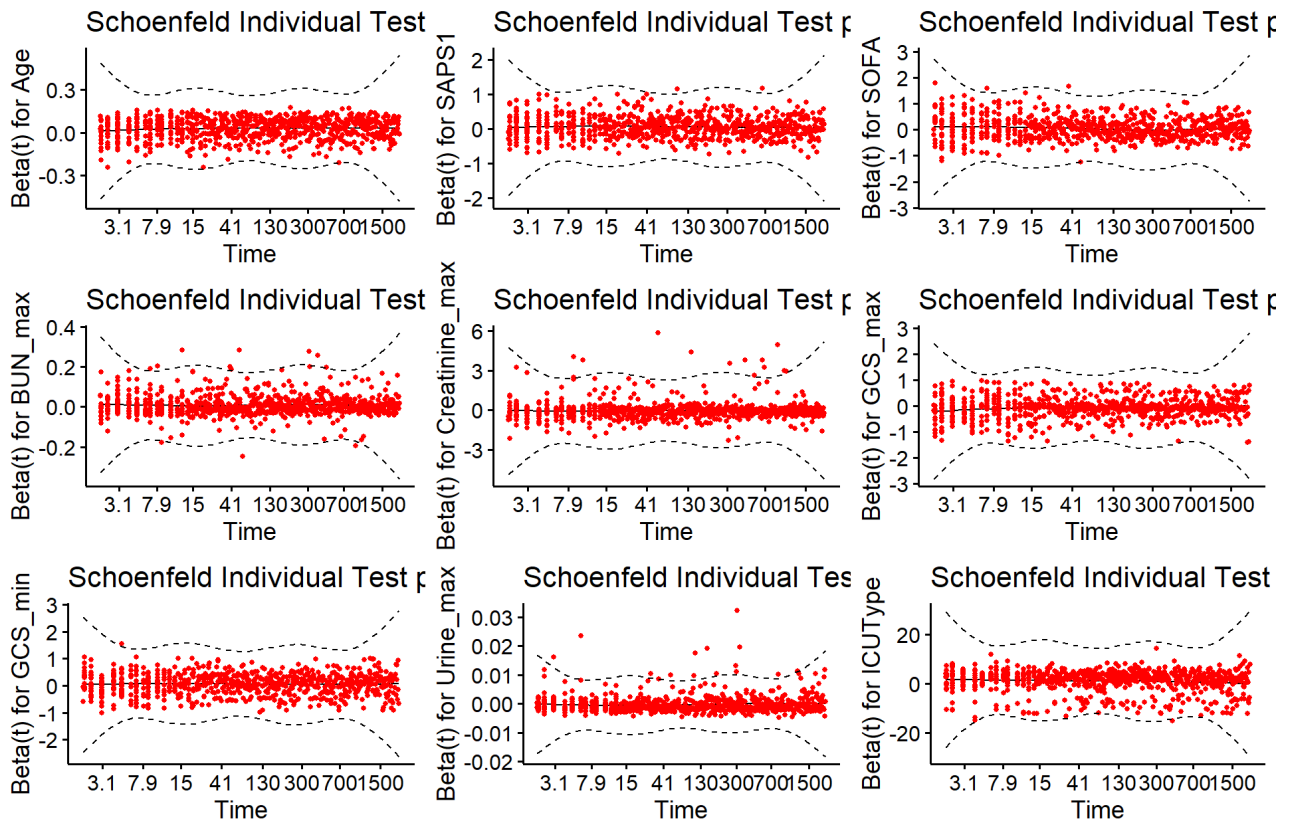 Schoenfeld Individual Test
Beta(t) for Age
0.3
0.0
-0.3
3.1 7.9 15 41 130 300 700 1500
Time
Schoenfeld Individual Test p
Beta(t) for SAPS1
2
1
0
-1
-2
3.1 7.9 15 41 130 300 700 1500
Time
Schoenfeld Individual Test p
Beta(t) for SOFA
3
2
1
0
-1
-2
-3
3.1 7.9 15 41 130 300 700 1500
Time
Schoenfeld Individual Test
Beta(t) for BUN_max
0.4
0.2
0.0
-0.2
3.1 7.9 15 41 130 300 700 1500
Time
Schoenfeld Individual Test p
Beta(t) for Creatinine_max
6
3
0
-3
3.1 7.9 15 41 130 300 700 1500
Time
Schoenfeld Individual Test p
Beta(t) for GCS_max
3
2
1
0
-1
-2
-3
3.1 7.9 15 41 130 300 700 1500
Time
Schoenfeld Individual Test p
Beta(t) for GCS_min
3
2
1
0
-1
-2
3.1 7.9 15 41 130 300 700 1500
Time
Schoenfeld Individual Tes
Beta(t) for Urine_max
0.03
0.02
0.01
0.00
-0.01
-0.02
3.1 7.9 15 41 130 300 700 1500
Time
Schoenfeld Individual Test
Beta(t) for ICUType
20
0
-20
3.1 7.9 15 41 130 300 700 1500
Time